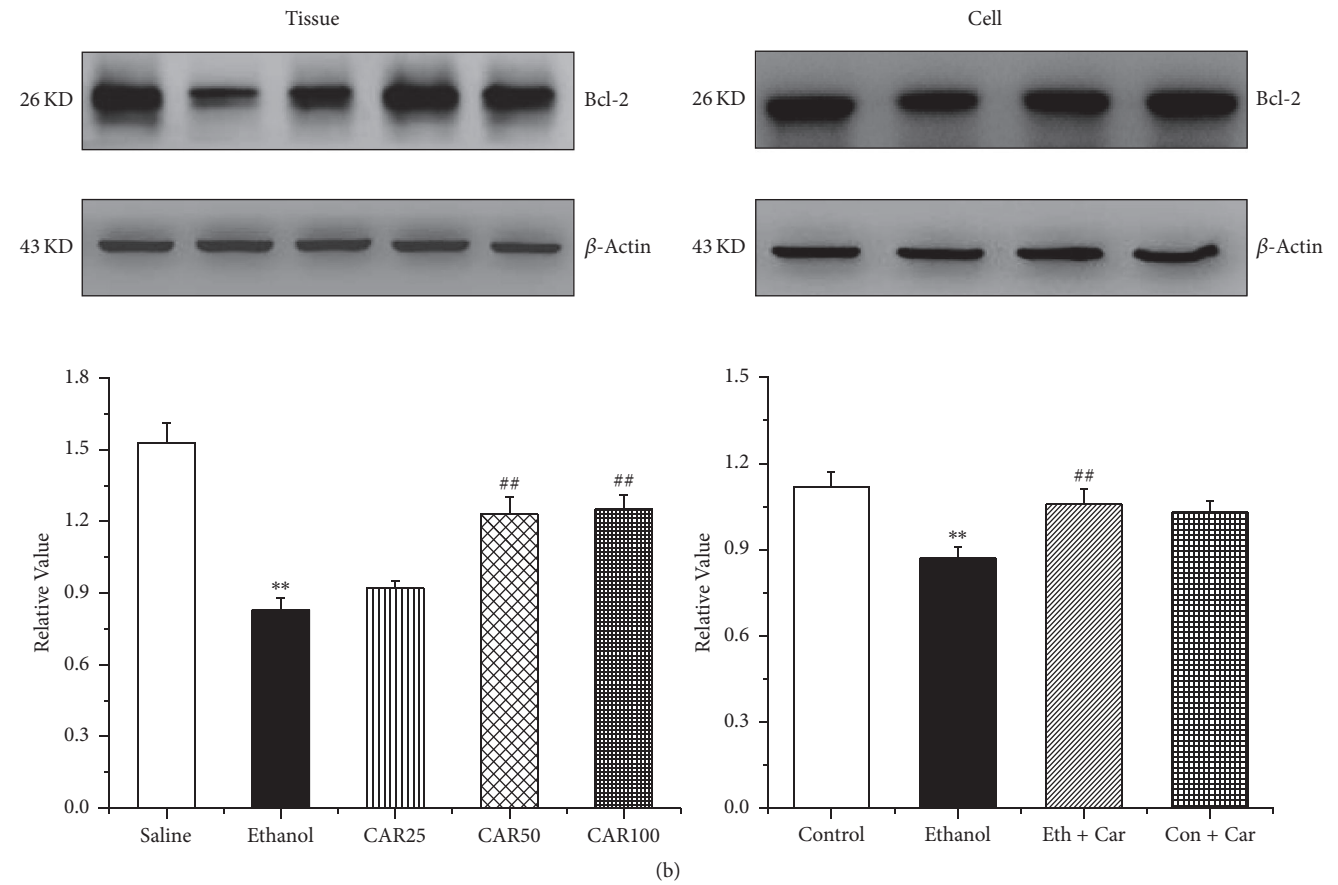 Tissue
Cell
26 KD
Bcl-2
26 KD
Bcl-2
43 KD
β-Actin
43 KD
β-Actin
Relative Value
1.8
1.5
1.2
0.9
0.6
0.3
0.0
**
##
##
Saline
Ethanol
CAR25
CAR50
CAR100
Relative Value
1.5
1.2
0.9
0.6
0.3
0.0
**
##
Control
Ethanol
Eth + Car
Con + Car
(b)